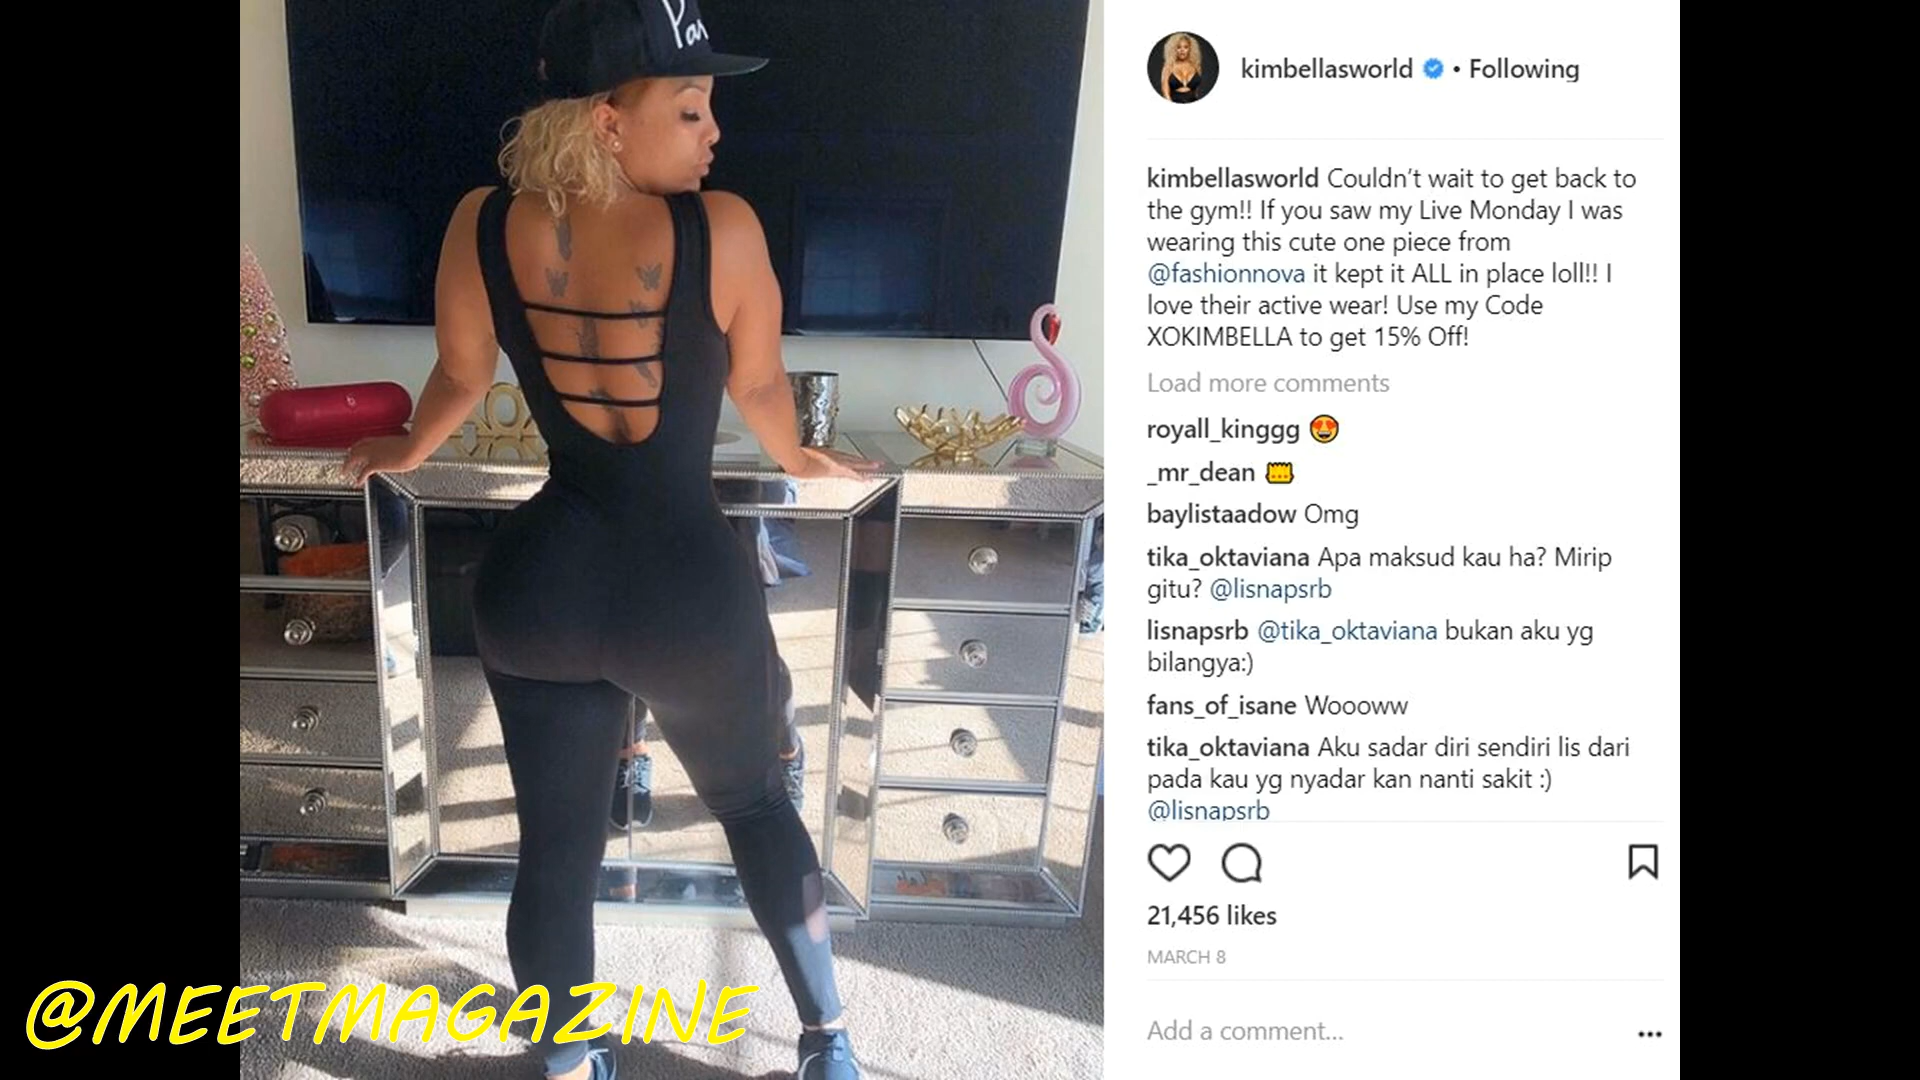 Par
kimbellasworld • Following
kimbellasworld Couldn’t wait to get back to
the gym!! If you saw my Live Monday I was
wearing this cute one piece from
@fashionnova it kept it ALL in place loll!! I
love their active wear! Use my Code
XOKIMBELLA to get 15% Off!
Load more comments
royall_kinggg 😍
_mr_dean
baylistaadow Omg
tika_oktaviana Apa maksud kau ha? Mirip
gitu? @lisnapsrb
lisnapsrb @tika_oktaviana bukan aku yg
bilangya:)
fans_of_isane Woooww
tika_oktaviana Aku sadar diri sendiri lis dari
pada kau yg nyadar kan nanti sakit :)
@lisnapsrb
21,456 likes
MARCH 8
Add a comment...
@MEETMAGAZINE